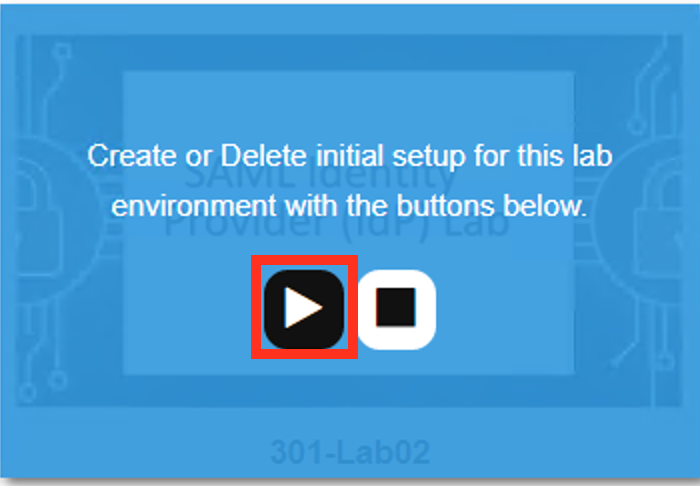 Create or Delete initial setup for this lab
SAML Identity
environment with the buttons below.
Provider (IdP) Lab
301-Lab02